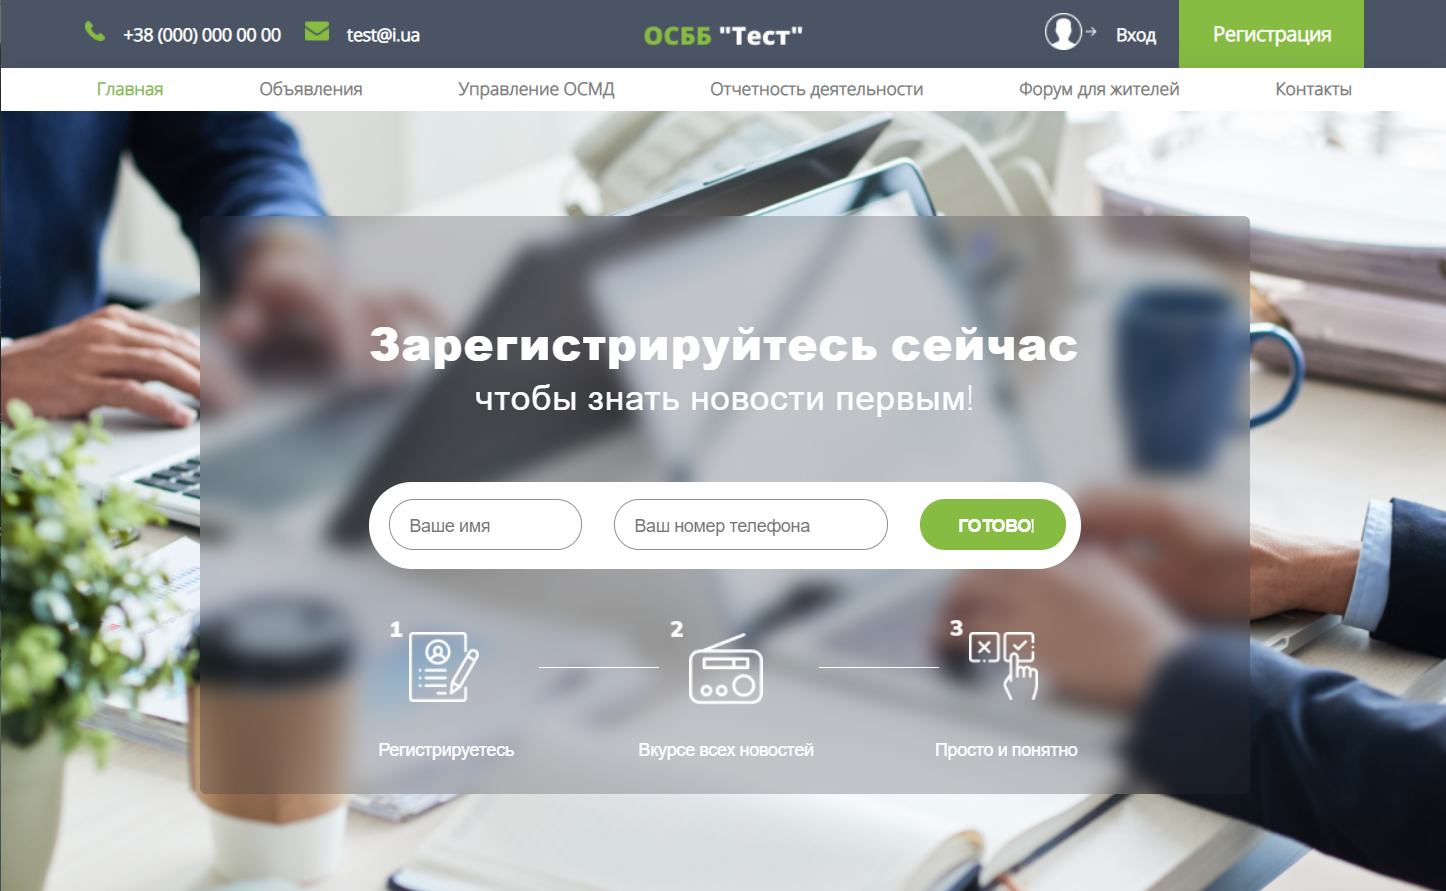 +38 (000) 000 00 00 test@i.ua ОСББ "Тест" Вход Регистрация
Главная Объявления Управление ОСМД Отчетность деятельности Форум для жителей Контакты
Зарегистрируйтесь сейчас
чтобы знать новости первым!
Ваше имя Ваш номер телефона ГОТОВО!
1 2 3
Регистрируетесь Вкурсе всех новостей Просто и понятно